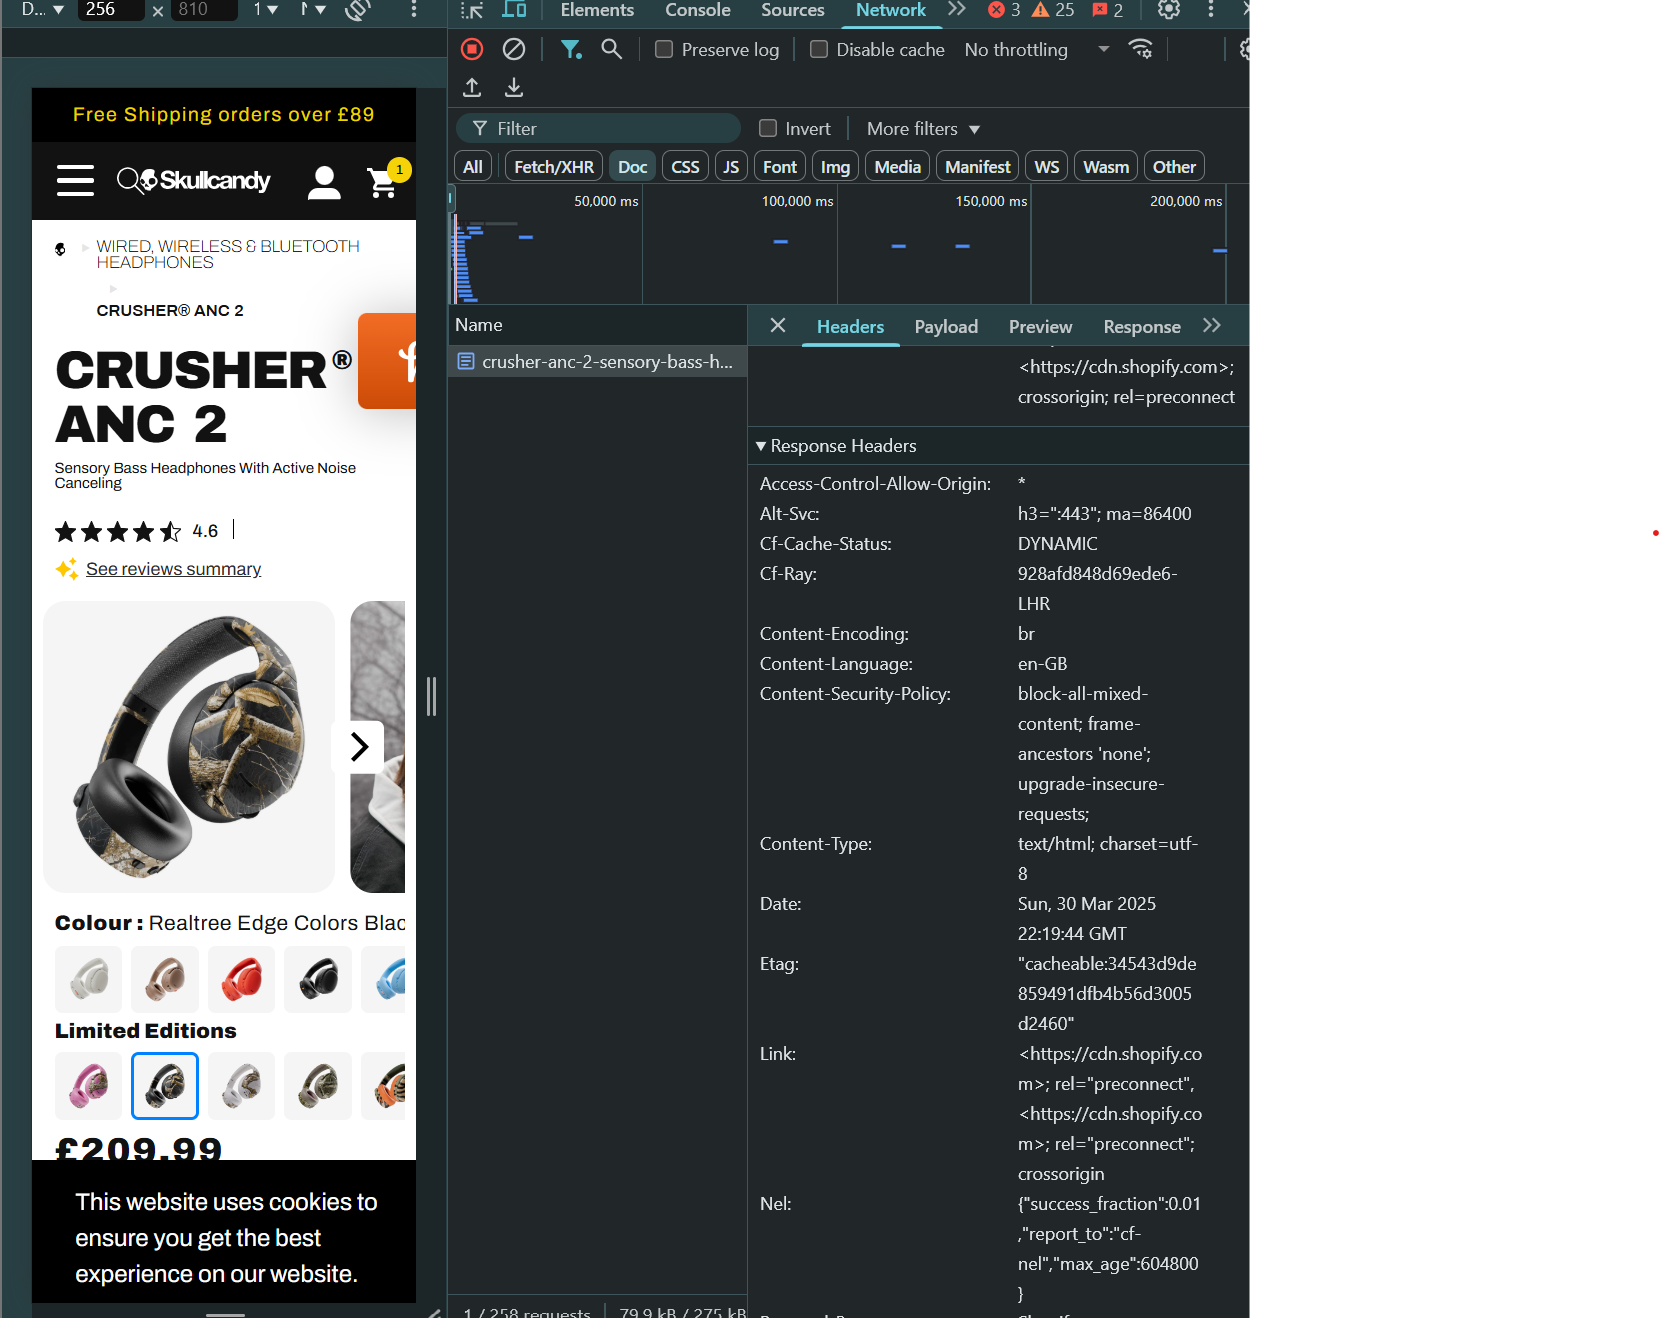 D...
256
×
810
1
Elements
Console
Sources
Network
3
25
2
Preserve log
Disable cache
No throttling
Filter
Invert
More filters
All
Fetch/XHR
Doc
CSS
JS
Font
Img
Media
Manifest
WS
Wasm
Other
50,000 ms
100,000 ms
150,000 ms
200,000 ms
Name
crusher-anc-2-sensory-bass-h...
1 / 258 requests
79.9 kB / 275 kB
Headers
Payload
Preview
Response
<https://cdn.shopify.com>;
crossorigin; rel=preconnect
Response Headers
Access-Control-Allow-Origin: *
Alt-Svc: h3=":443"; ma=86400
Cf-Cache-Status: DYNAMIC
Cf-Ray: 928afd848d69ede6-
LHR
Content-Encoding: br
Content-Language: en-GB
Content-Security-Policy: block-all-mixed-
content; frame-
ancestors 'none';
upgrade-insecure-
requests;
Content-Type: text/html; charset=utf-
8
Date: Sun, 30 Mar 2025
22:19:44 GMT
Etag: "cacheable:34543d9de
859491dfb4b56d3005
d2460"
Link: <https://cdn.shopify.co
m>; rel="preconnect",
<https://cdn.shopify.co
m>; rel="preconnect";
crossorigin
Nel: {"success_fraction":0.01
,"report_to":"cf-
nel","max_age":604800
}
Free Shipping orders over £89
Skullcandy
1
WIRED, WIRELESS & BLUETOOTH
HEADPHONES
CRUSHER® ANC 2
CRUSHER®
ANC 2
Sensory Bass Headphones With Active Noise
Canceling
4.6
See reviews summary
Colour : Realtree Edge Colors Blac
Limited Editions
£209.99
This website uses cookies to
ensure you get the best
experience on our website.